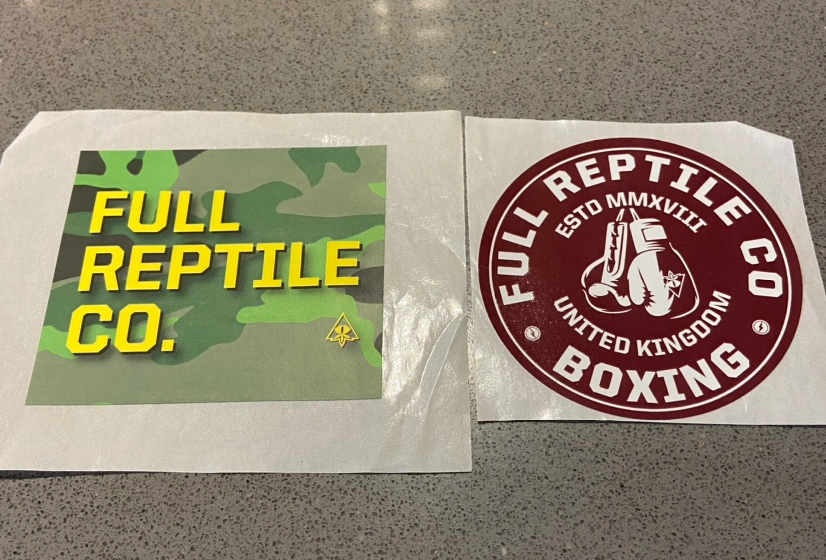 FULL
REPTILE
CO.
FULL REPTILE CO
ESTD MMXVIII
UNITED KINGDOM
BOXING